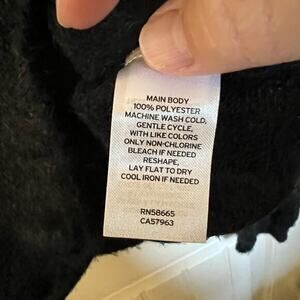 MAIN BODY
100% POLYESTER
MACHINE WASH COLD,
GENTLE CYCLE,
WITH LIKE COLORS
ONLY NON-CHLORINE
BLEACH IF NEEDED
RESHAPE,
LAY FLAT TO DRY
COOL IRON IF NEEDED
RN58665
CA57963